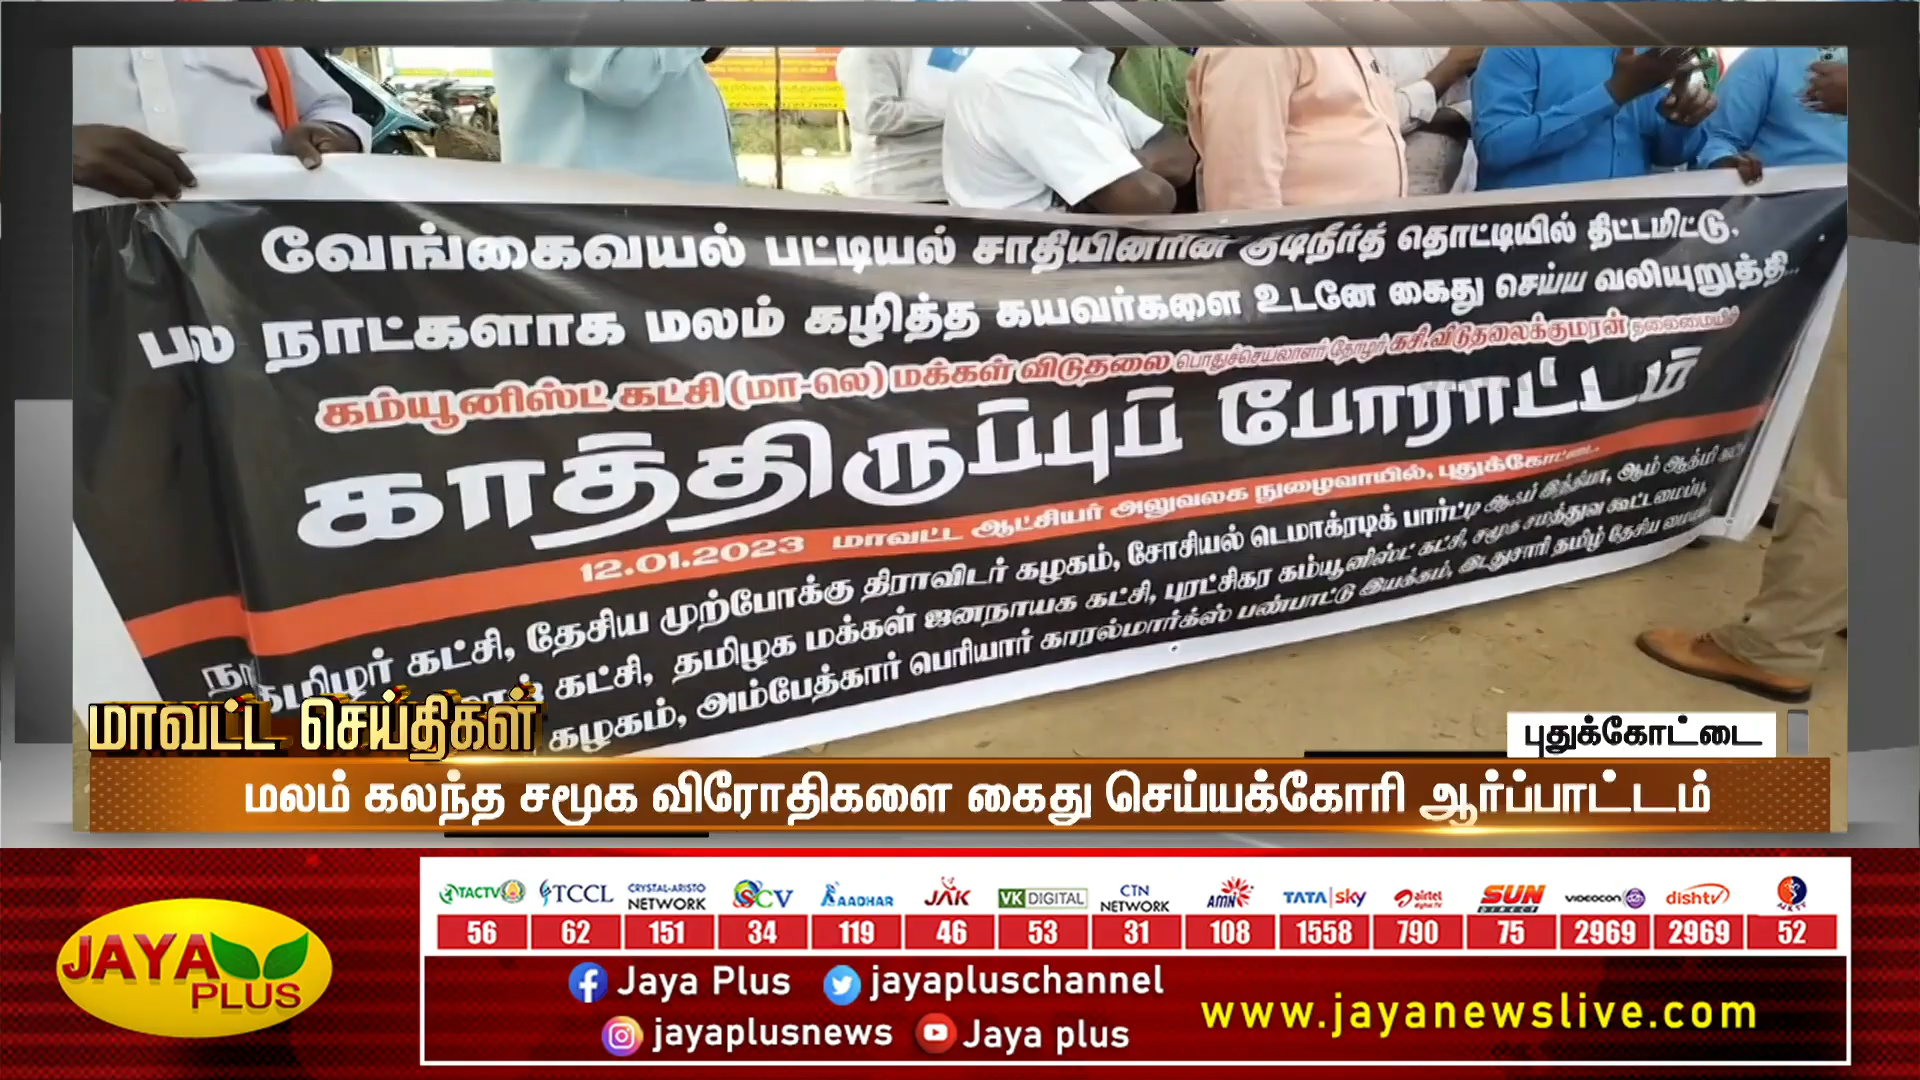 வேங்கைவயல் பட்டியல் சாதியினரின் குடிநீர்த் தொட்டியில் திட்டமிட்டு,
பல நாட்களாக மலம் கழித்த கயவர்களை உடனே கைது செய்ய வலியுறுத்தி...
கம்யூனிஸ்ட் கட்சி (மா-லெ) மக்கள் விடுதலை பொதுச்செயலாளர் தோழர் கசி.விடுதலைக்குமரன் தலைமையில்
காத்திருப்புப் போராட்டம்
12.01.2023 மாவட்ட ஆட்சியர் அலுவலக நுழைவாயில், புதுக்கோட்டை.
தமிழர் கட்சி, தேசிய முற்போக்கு திராவிடர் கழகம், சோசியல் டெமாக்ரடிக் பார்ட்டி ஆஃப் இந்தியா, ஆம் ஆத்மி
கட்சி, தமிழக மக்கள் ஜனநாயக கட்சி, புரட்சிகர கம்யூனிஸ்ட் கட்சி, சமூக சமத்துவ கூட்டமைப்பு,
கழகம், அம்பேத்கார் பெரியார் காரல்மார்க்ஸ் பண்பாட்டு இயக்கம், இடதுசாரி தமிழ் தேசிய
மாவட்ட செய்திகள்
புதுக்கோட்டை
மலம் கலந்த சமூக விரோதிகளை கைது செய்யக்கோரி ஆர்ப்பாட்டம்
JAYA PLUS
TACTV TCCL CRYSTAL-ARISTO NETWORK SCV AADHAR JAK VK DIGITAL CTN NETWORK AMN TATA sky airtel digital TV SUN DIRECT VIDEOCON dishtv
56 62 151 34 119 46 53 31 108 1558 790 75 2969 2969 52
Jaya Plus jayapluschannel
jayaplusnews Jaya plus
www.jayanewslive.com